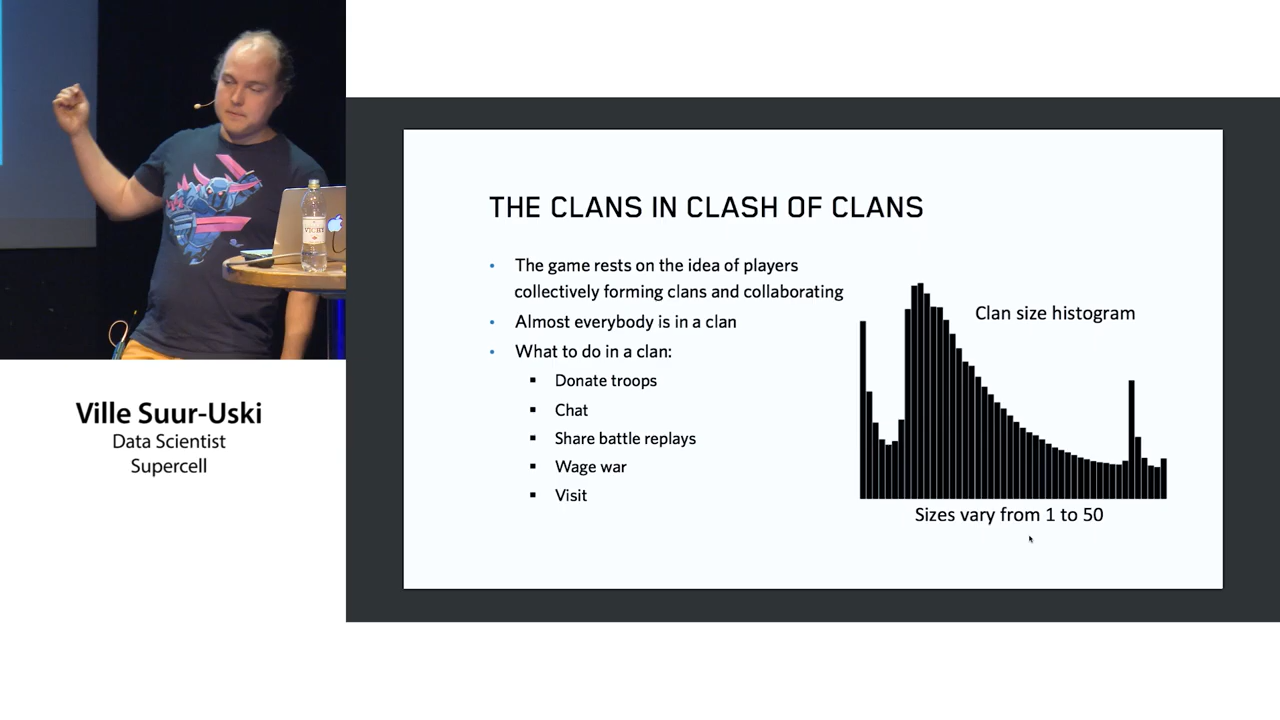 THE CLANS IN CLASH OF CLANS
• The game rests on the idea of players
collectively forming clans and collaborating
• Almost everybody is in a clan
• What to do in a clan:
▪ Donate troops
▪ Chat
▪ Share battle replays
▪ Wage war
▪ Visit
Clan size histogram
Sizes vary from 1 to 50
VICHY
Ville Suur-Uski
Data Scientist
Supercell